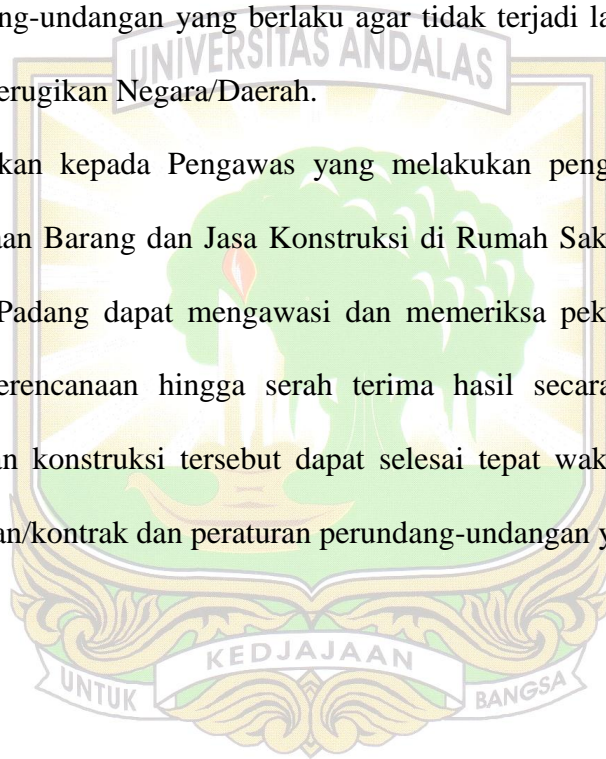 ng-undangan yang berlaku agar tidak terjadi la
UNIVERSITAS ANDALAS
erugikan Negara/Daerah.
kan kepada Pengawas yang melakukan peng
an Barang dan Jasa Konstruksi di Rumah Sak
Padang dapat mengawasi dan memeriksa pek
erencanaan hingga serah terima hasil secara
n konstruksi tersebut dapat selesai tepat wak
an/kontrak dan peraturan perundang-undangan y
KEDJAJAAN
UNTUK
BANGSA